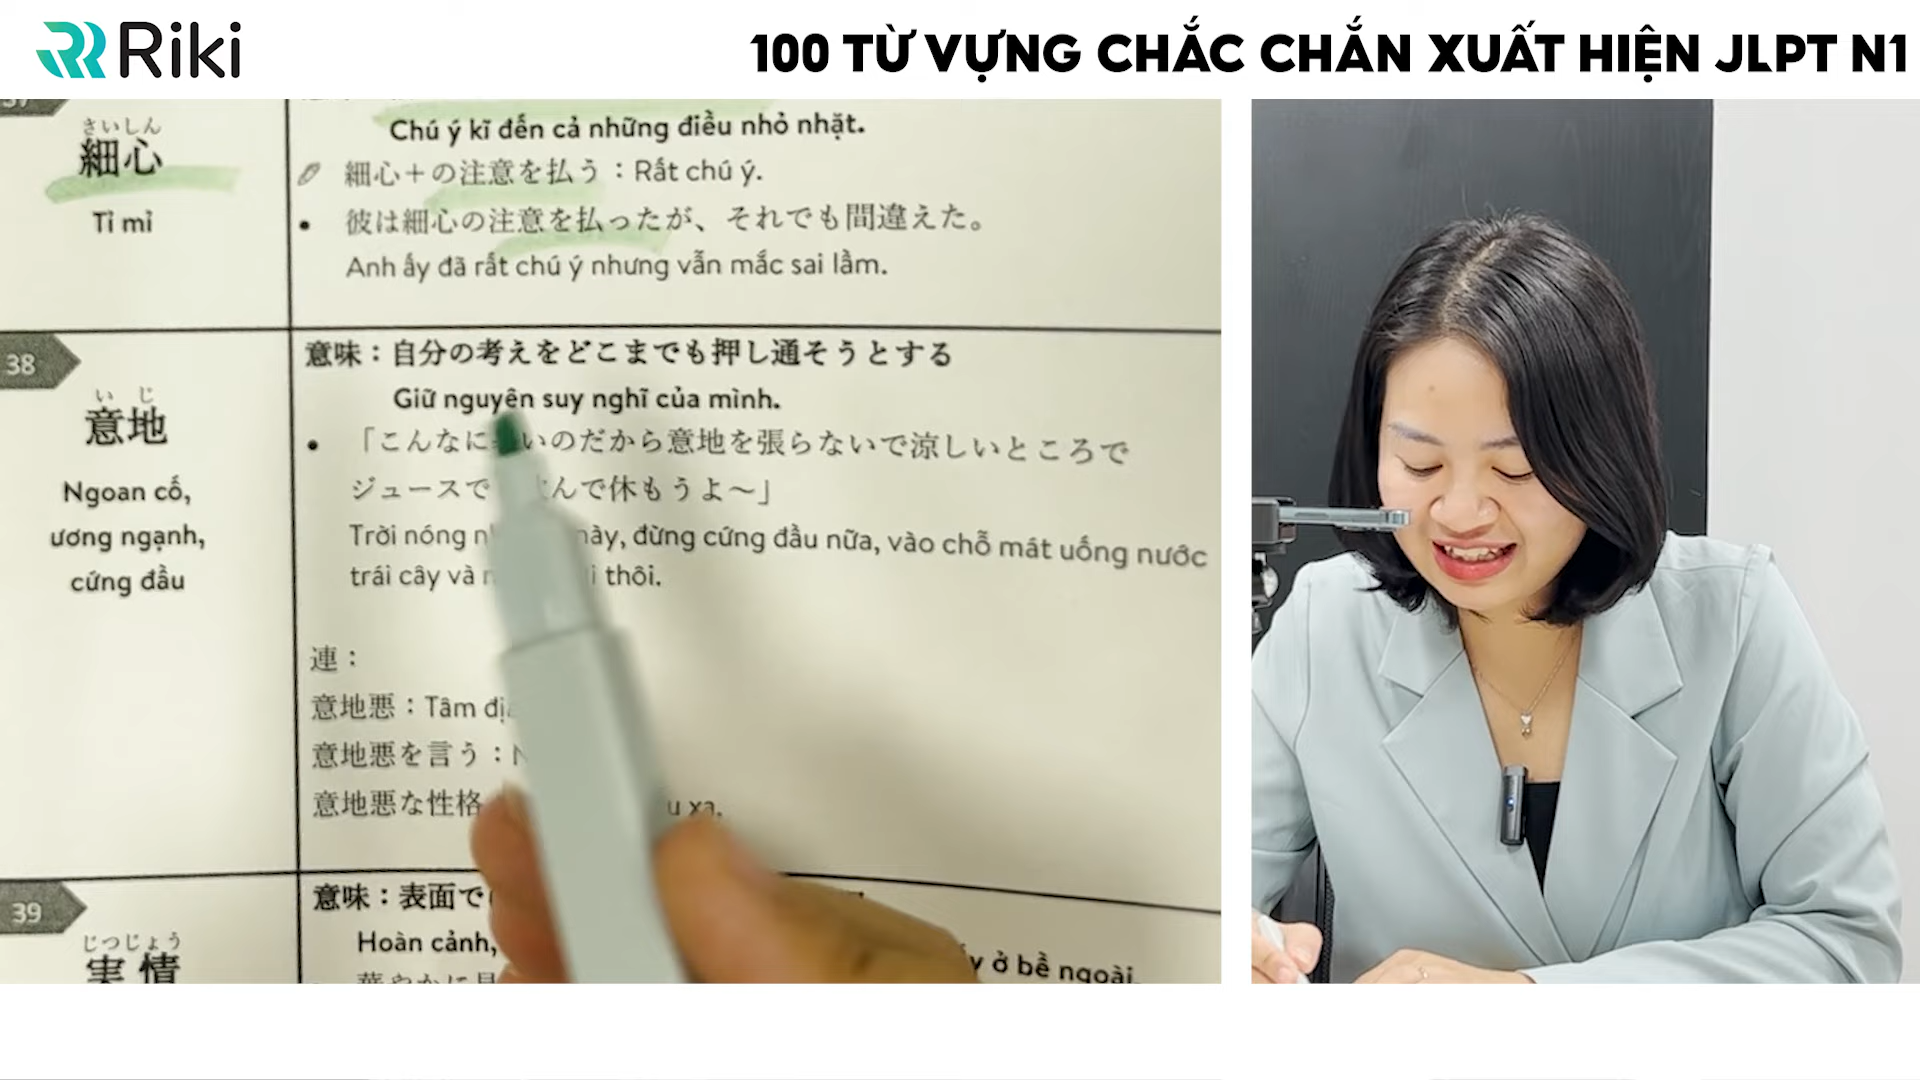 Riki
100 TỪ VỰNG CHẮC CHẮN XUẤT HIỆN JLPT N1
37
さいしん
細心
Tỉ mỉ
Chú ý kĩ đến cả những điều nhỏ nhặt.
細心＋の注意を払う：Rất chú ý.
• 彼は細心の注意を払ったが、それでも間違えた。
Anh ấy đã rất chú ý nhưng vẫn mắc sai lầm.
38
いじ
意地
Ngoan cố,
ương ngạnh,
cứng đầu
意味：自分の考えをどこまでも押し通そうとする
Giữ nguyên suy nghĩ của mình.
• 「こんなに いのだから意地を張らないで涼しいところで
ジュースで んで休もうよ～」
Trời nóng này, đừng cứng đầu nữa, vào chỗ mát uống nước
trái cây và thôi.
連：
意地悪：Tâm
意地悪を言う：
意地悪な性格 xa.
39
じつじょう
実情
意味：表面で
Hoàn cảnh, ở bề ngoài.
華やかに